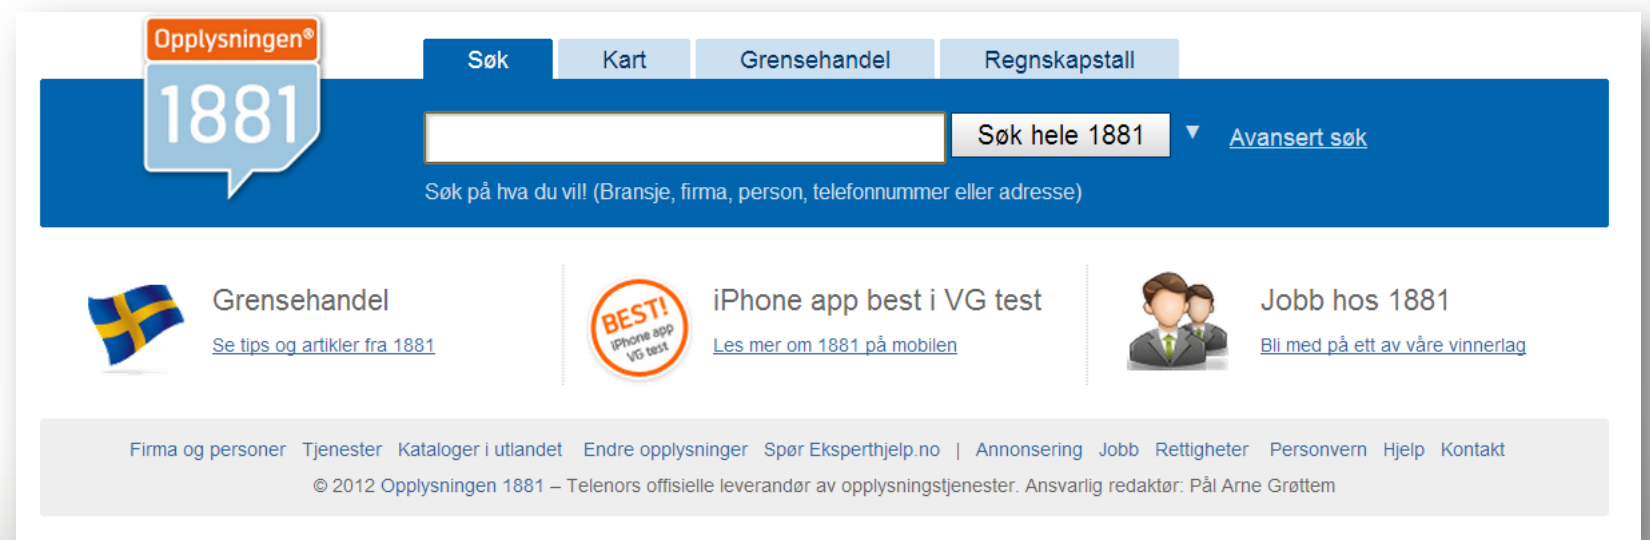 Opplysningen®
1881
Søk Kart Grensehandel Regnskapstall
Søk hele 1881 ▼ Avansert søk
Søk på hva du vil! (Bransje, firma, person, telefonnummer eller adresse)
Grensehandel
Se tips og artikler fra 1881
BEST!
iPhone app
VG test
iPhone app best i VG test
Les mer om 1881 på mobilen
Jobb hos 1881
Bli med på ett av våre vinnerlag
Firma og personer Tjenester Kataloger i utlandet Endre opplysninger Spør Eksperthjelp.no | Annonsering Jobb Rettigheter Personvern Hjelp Kontakt
© 2012 Opplysningen 1881 – Telenors offisielle leverandør av opplysningstjenester. Ansvarlig redaktør: Pål Arne Grøttem